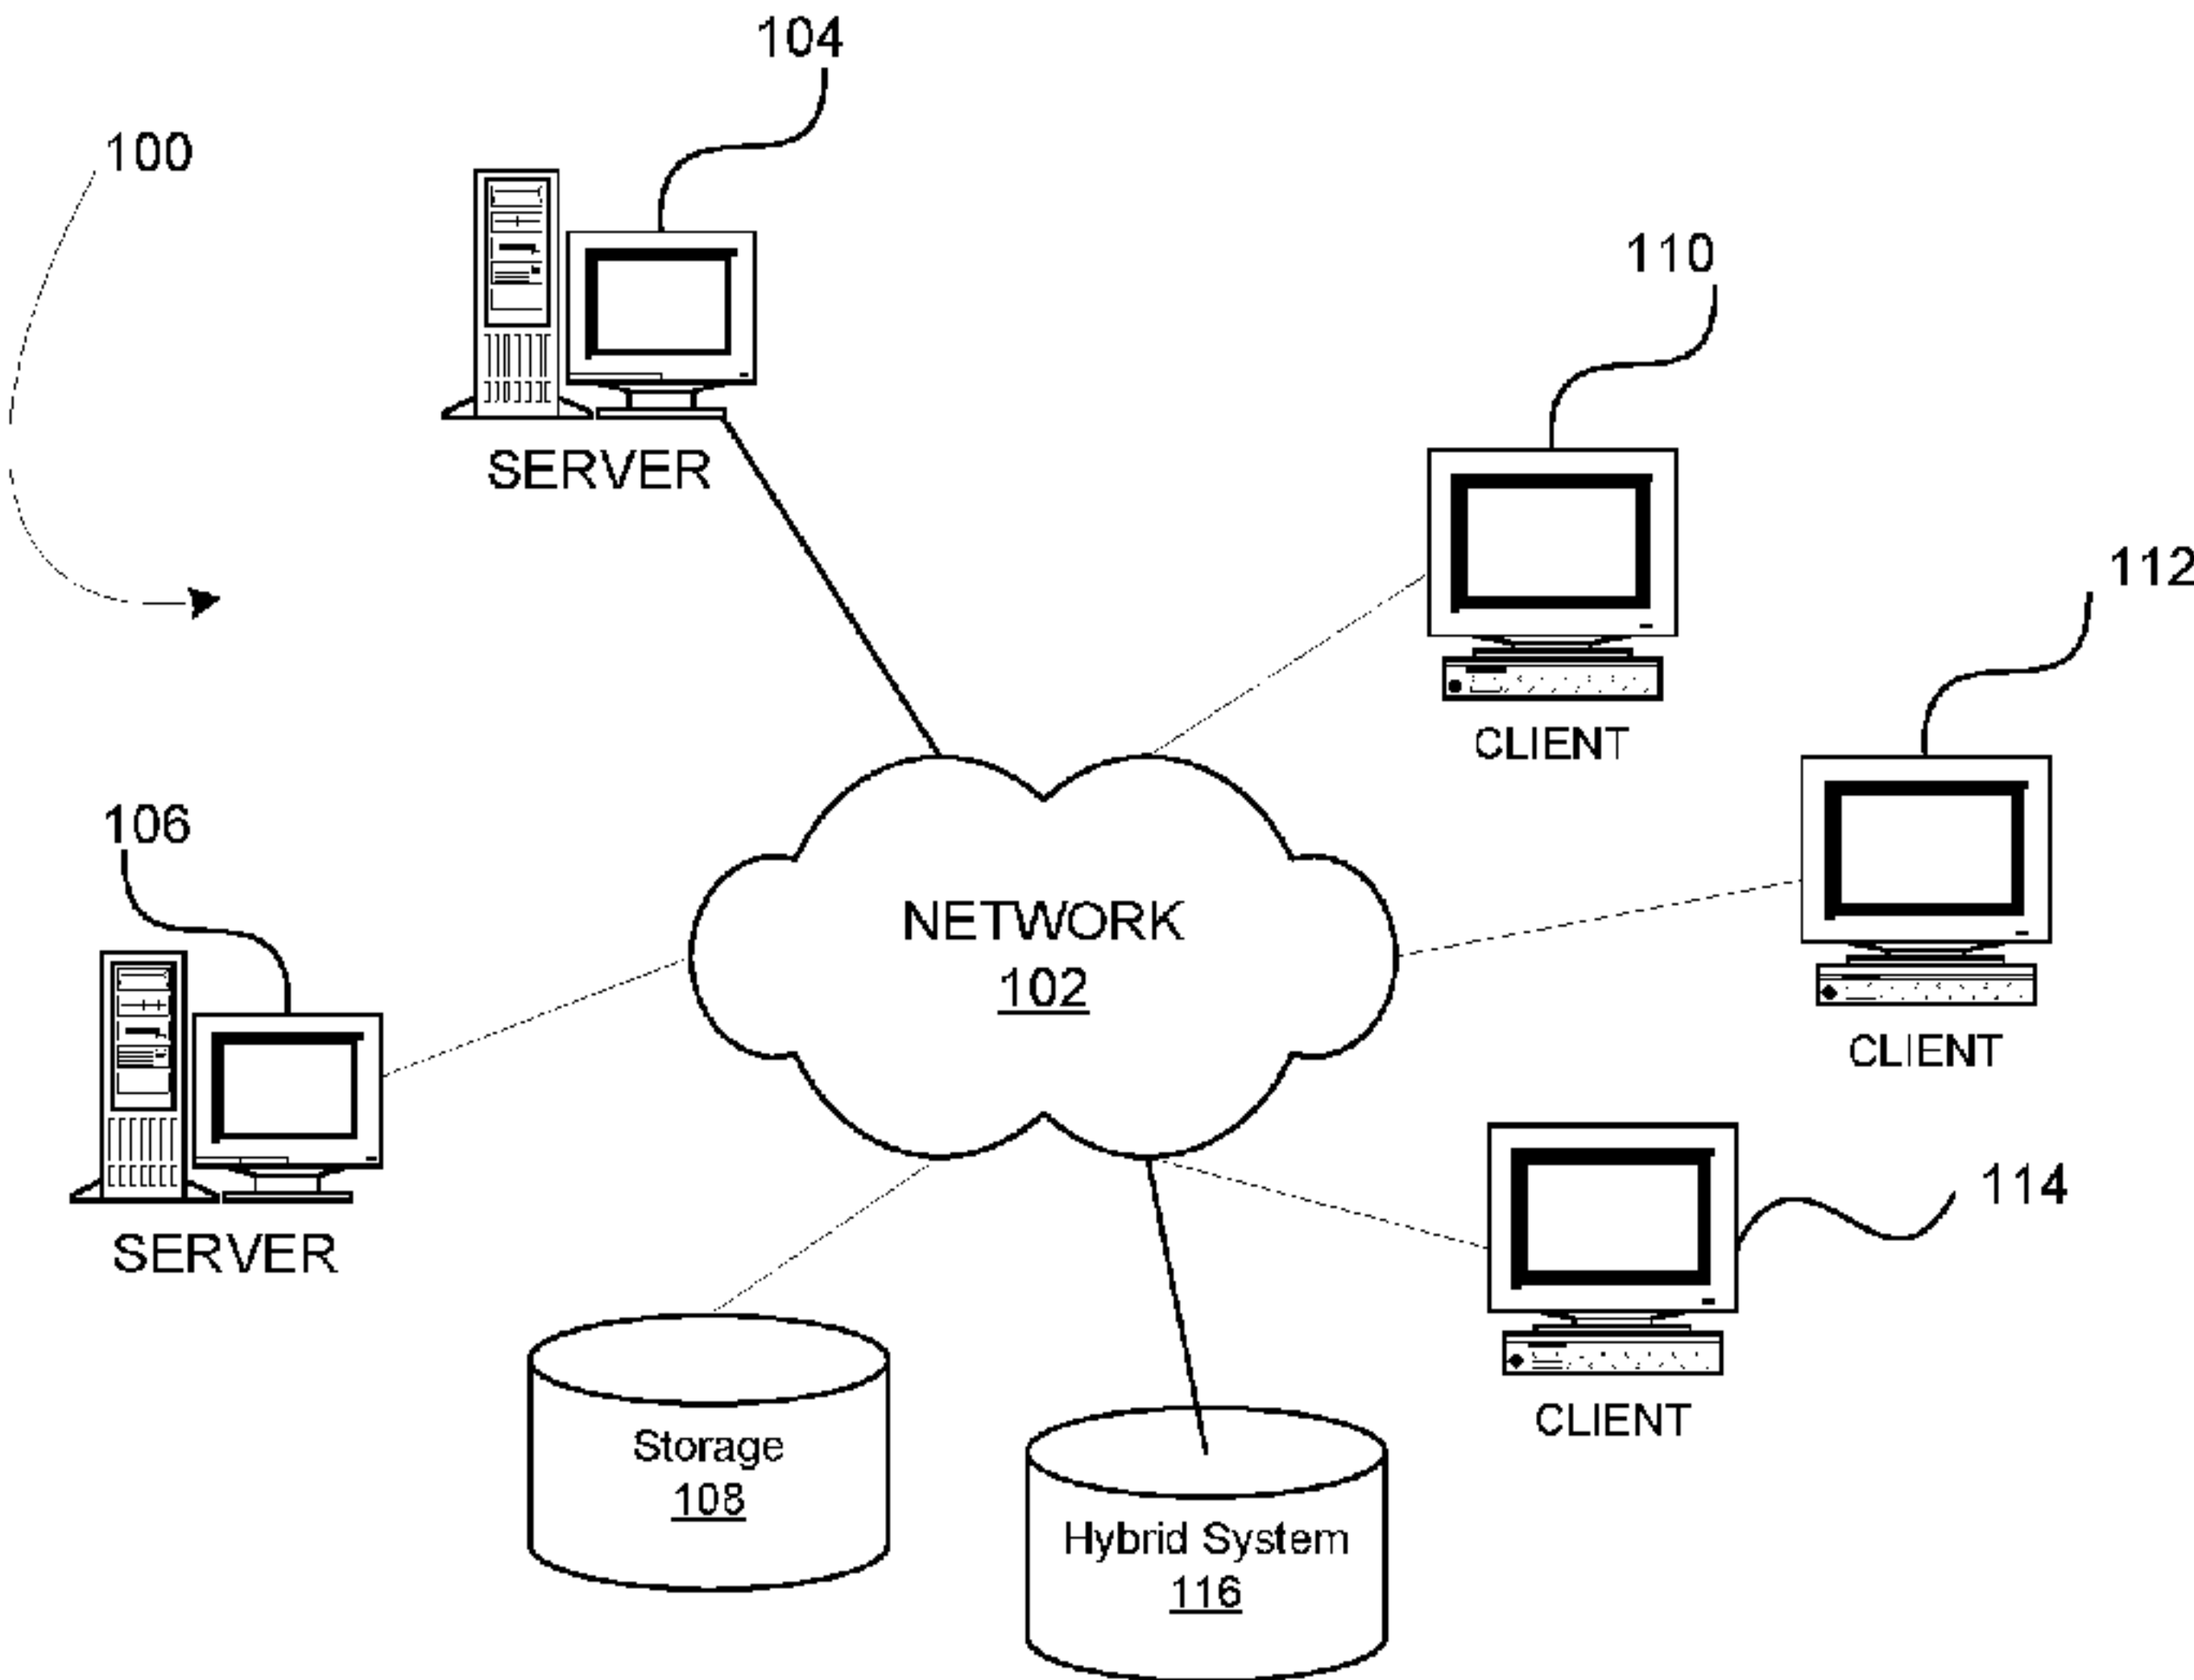 104
100
SERVER
110
CLIENT
112
CLIENT
106
SERVER
NETWORK
102
114
CLIENT
Storage
108
Hybrid System
116